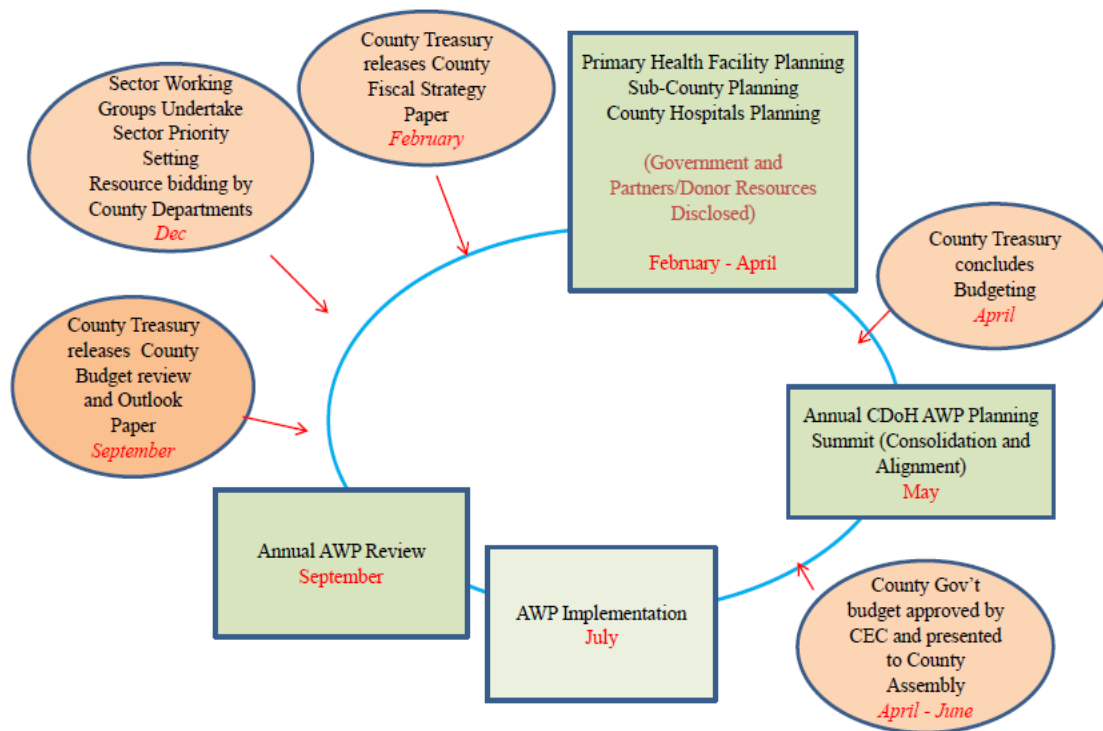 County Treasury
releases County
Fiscal Strategy
Paper
February
Primary Health Facility Planning
Sub-County Planning
County Hospitals Planning
(Government and
Partners/Donor Resources
Disclosed)
February - April
Sector Working
Groups Undertake
Sector Priority
Setting
Resource bidding by
County Departments
Dec
County Treasury
concludes
Budgeting
April
County Treasury
releases County
Budget review
and Outlook
Paper
September
Annual CDoH AWP Planning
Summit (Consolidation and
Alignment)
May
Annual AWP Review
September
AWP Implementation
July
County Gov’t
budget approved by
CEC and presented
to County
Assembly
April - June